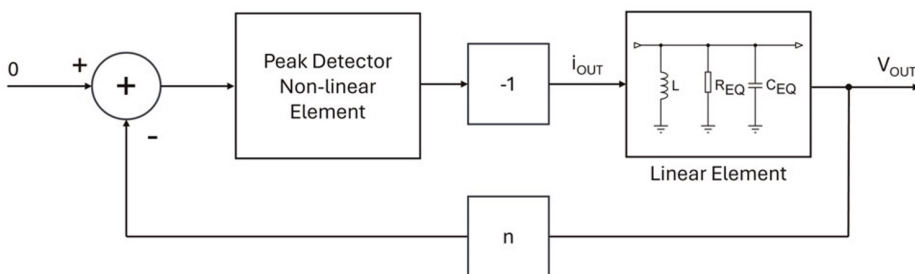 0
+
+
-
Peak Detector
Non-linear
Element
-1
iOUT
L
REQ
CEQ
VOUT
Linear Element
n